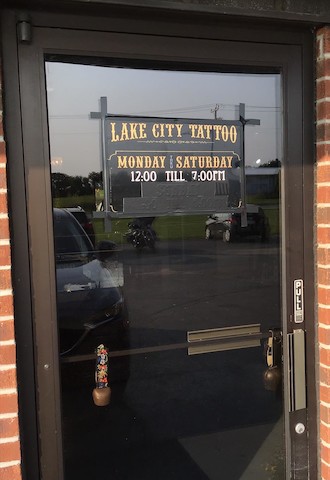 LAKE CITY TATTOO
MONDAY SATURDAY
12:00 TILL 7:00PM
PULL